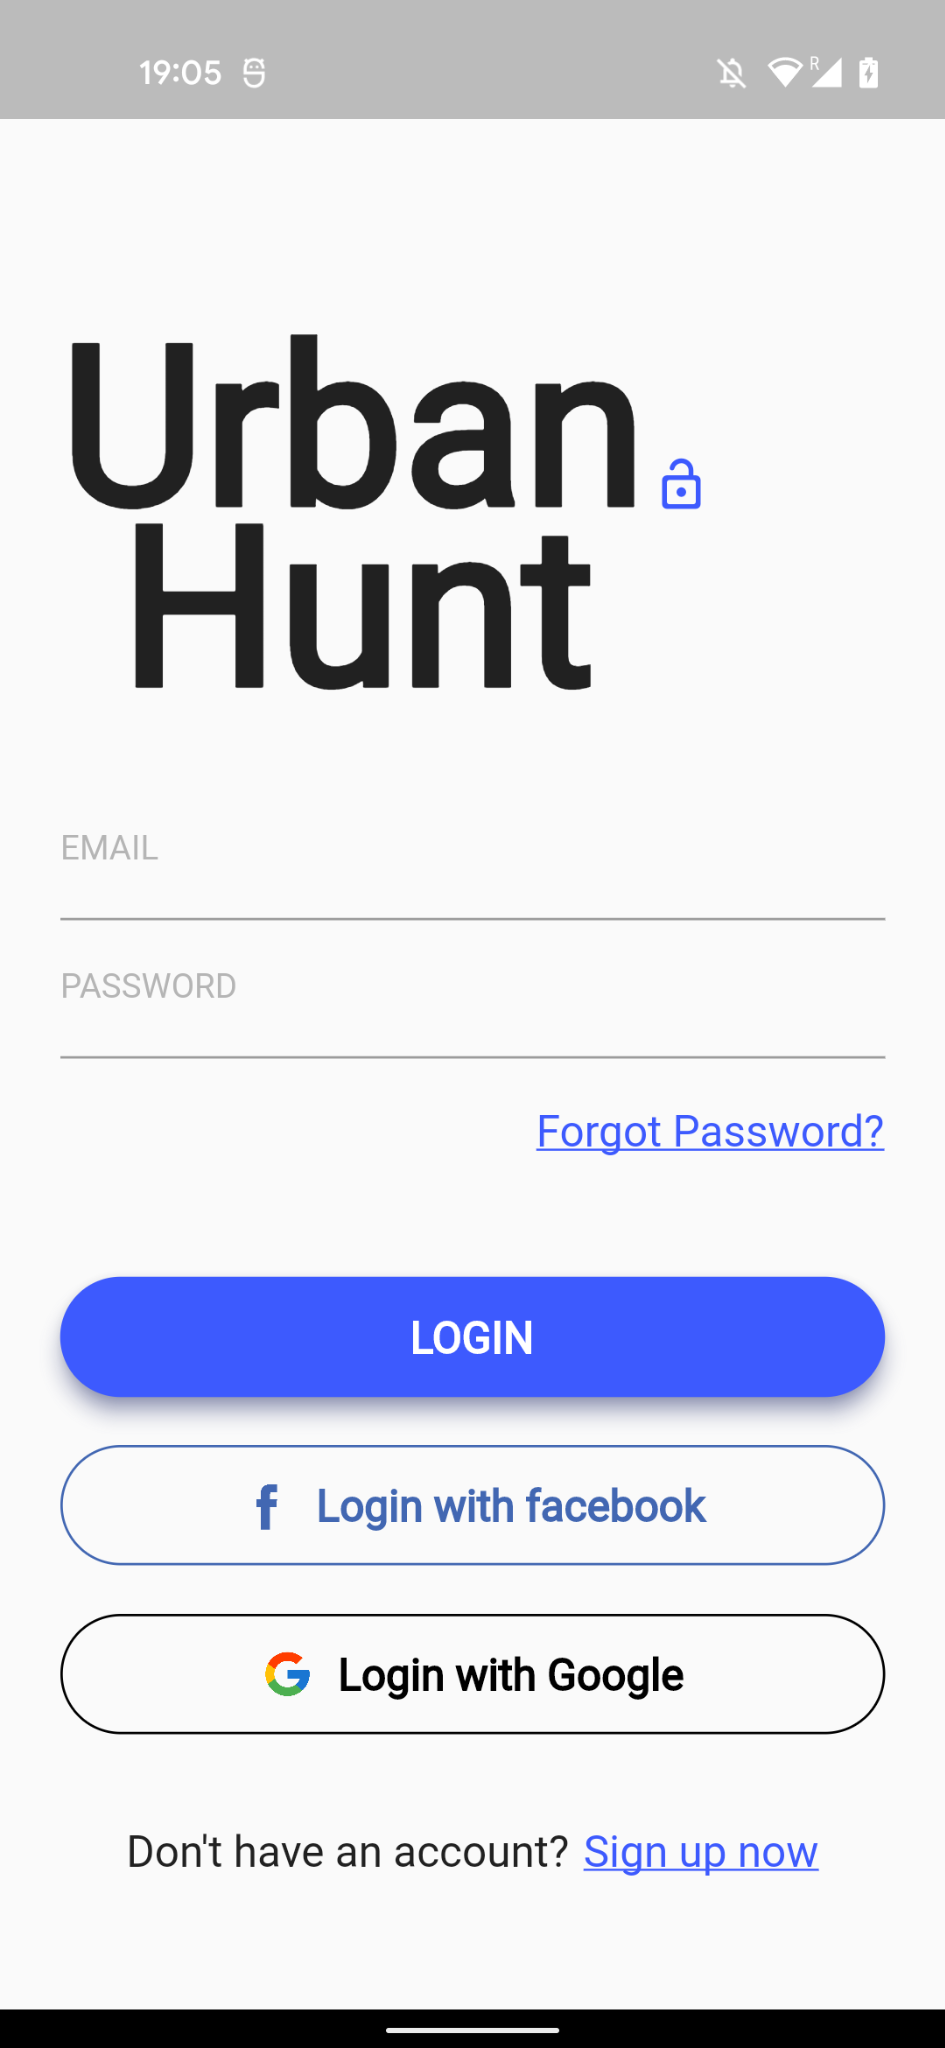 19:05
R
Urban
Hunt
EMAIL
PASSWORD
Forgot Password?
LOGIN
f Login with facebook
G Login with Google
Don't have an account? Sign up now